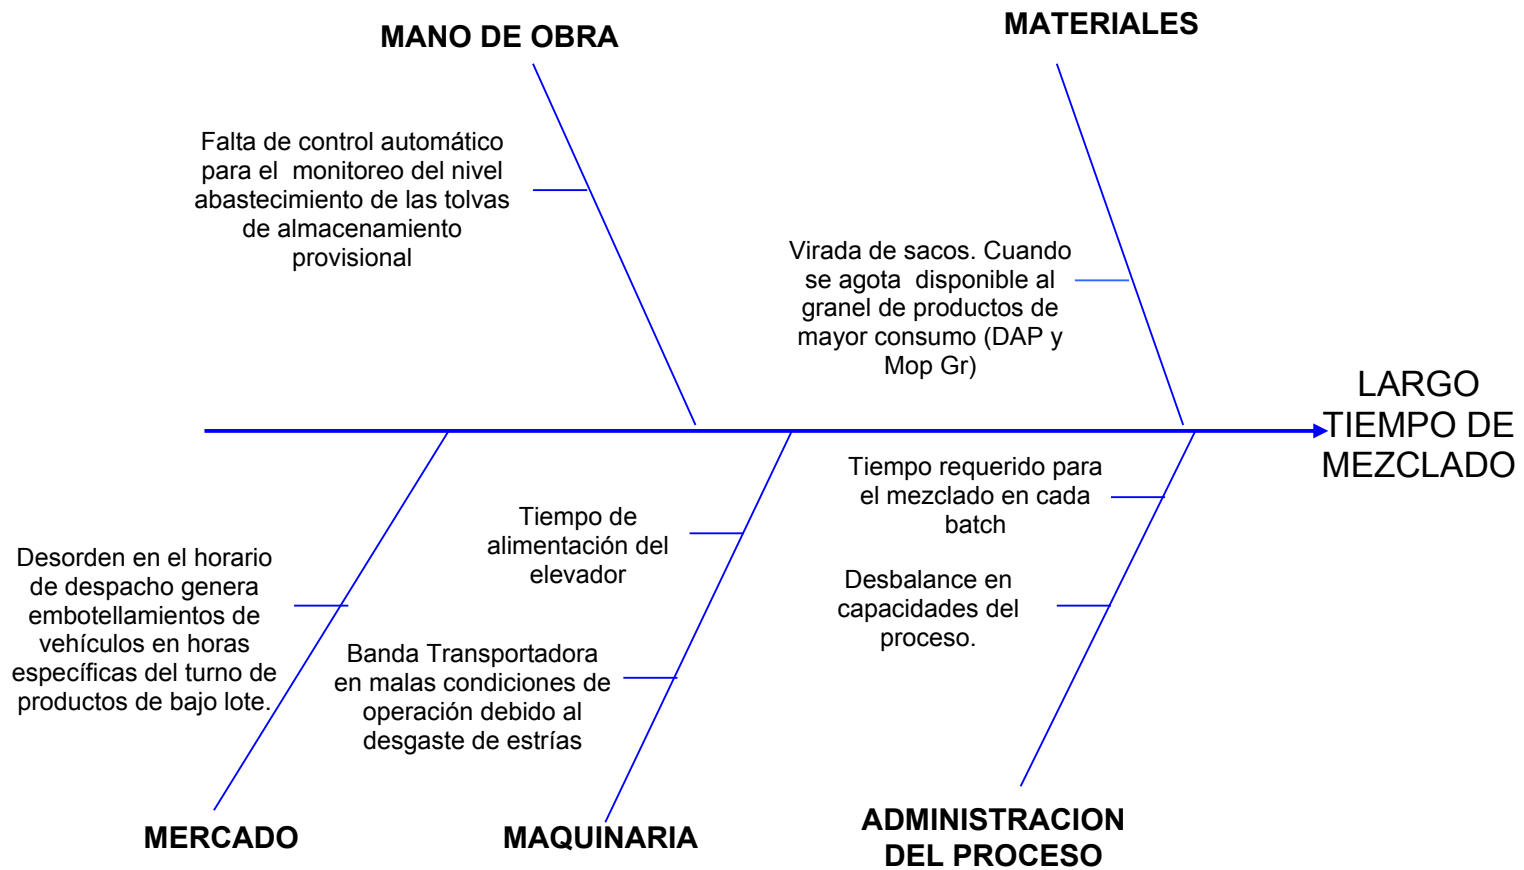 MANO DE OBRA
MATERIALES
Falta de control automático
para el  monitoreo del nivel
abastecimiento de las tolvas
de almacenamiento
provisional
Virada de sacos. Cuando
se agota  disponible al
granel de productos de
mayor consumo (DAP y
Mop Gr)
LARGO
TIEMPO DE
MEZCLADO
Desorden en el horario
de despacho genera
embotellamientos de
vehículos en horas
específicas del turno de
productos de bajo lote.
Tiempo de
alimentación del
elevador
Banda Transportadora
en malas condiciones de
operación debido al
desgaste de estrías
Tiempo requerido para
el mezclado en cada
batch
Desbalance en
capacidades del
proceso.
MERCADO
MAQUINARIA
ADMINISTRACION
DEL PROCESO